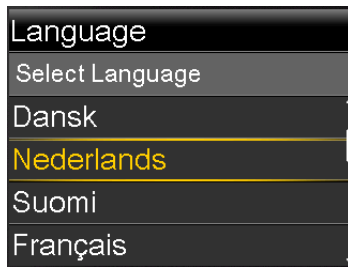 Language
Select Language
Dansk
Nederlands
Suomi
Français